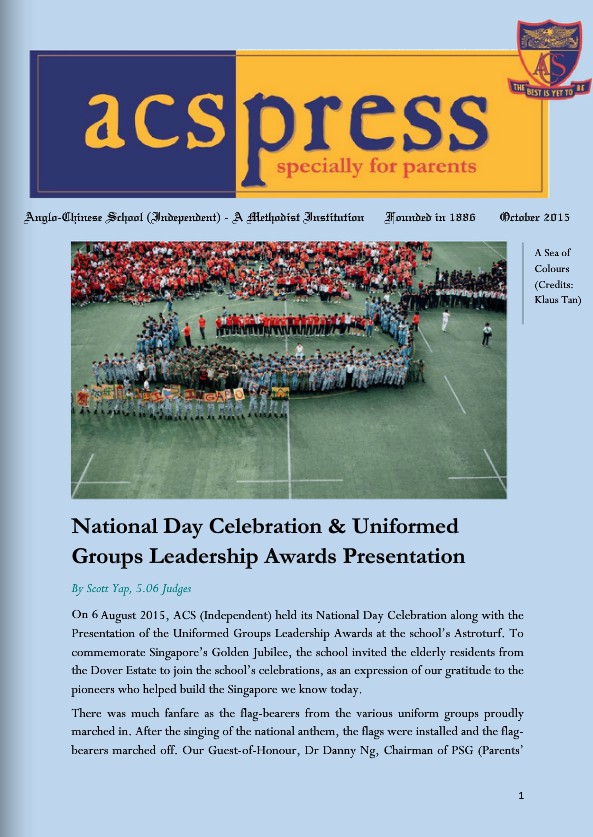 THE BEST IS YET TO BE
acspress
specially for parents
Anglo-Chinese School (Independent) - A Methodist Institution Founded in 1886 October 2015
A Sea of
Colours
(Credits:
Klaus Tan)
National Day Celebration & Uniformed
Groups Leadership Awards Presentation
By Scott Yap, 5.06 Judges
On 6 August 2015, ACS (Independent) held its National Day Celebration along with the
Presentation of the Uniformed Groups Leadership Awards at the school's Astroturf. To
commemorate Singapore's Golden Jubilee, the school invited the elderly residents from
the Dover Estate to join the school's celebrations, as an expression of our gratitude to the
pioneers who helped build the Singapore we know today.
There was much fanfare as the flag-bearers from the various uniform groups proudly
marched in. After the singing of the national anthem, the flags were installed and the flag-
bearers marched off. Our Guest-of-Honour, Dr Danny Ng, Chairman of PSG (Parents'
1